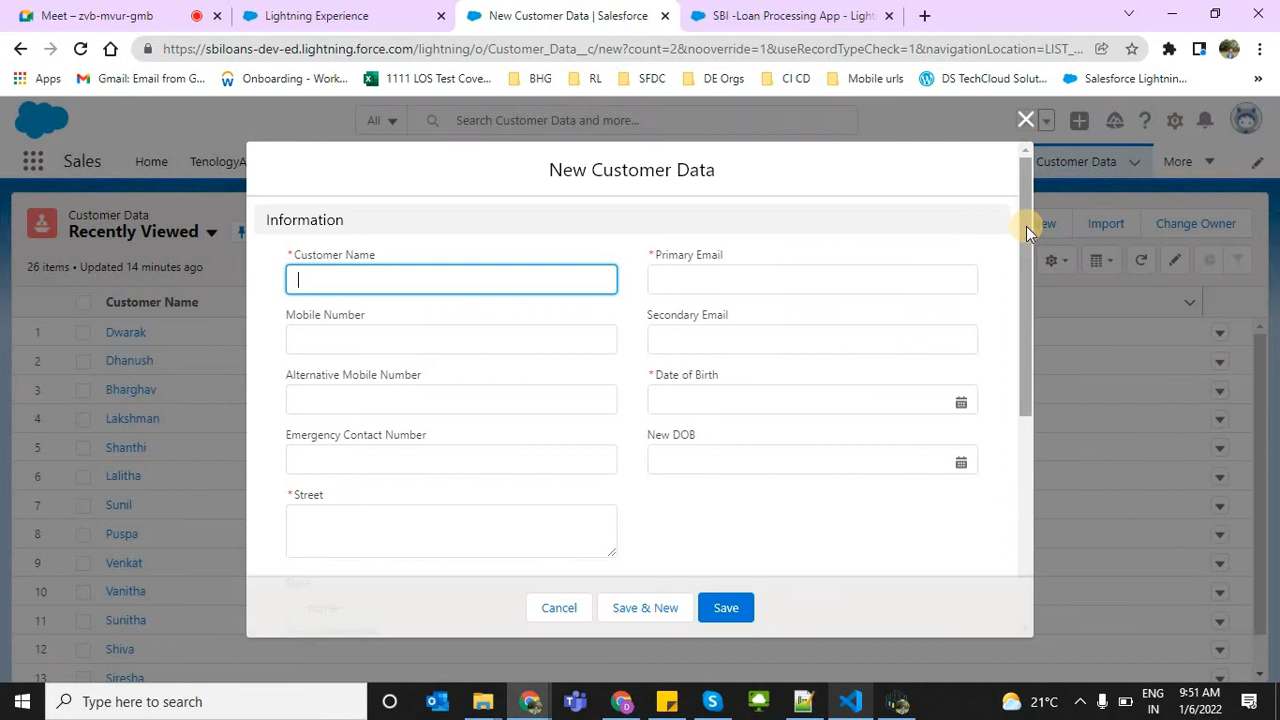 Meet – zvb-mvur-gmb
Lightning Experience
New Customer Data | Salesforce
SBI -Loan Processing App - Light
https://sbiloans-dev-ed.lightning.force.com/lightning/o/Customer_Data__c/new?count=2&nooverride=1&useRecordTypeCheck=1&navigationLocation=LIST_...
Apps
Gmail: Email from G...
Onboarding - Work...
1111 LOS Test Cove...
BHG
RL
SFDC
DE Orgs
CI CD
Mobile urls
DS TechCloud Solut...
Salesforce Lightnin...
»
All
Search Customer Data and more...
Sales
Home
TenologyA
Customer Data
More
New Customer Data
Customer Data
Recently Viewed
ew
Import
Change Owner
26 items • Updated 14 minutes ago
Customer Name
1 Dwarak
2 Dhanush
3 Bharghav
4 Lakshman
5 Shanthi
6 Lalitha
7 Sunil
8 Puspa
9 Venkat
10 Vanitha
11 Sunitha
12 Shiva
13 Siresha
Information
*Customer Name
*Primary Email
Mobile Number
Secondary Email
Alternative Mobile Number
*Date of Birth
Emergency Contact Number
New DOB
*Street
Cancel
Save & New
Save
Type here to search
21°C
ENG
IN
9:51 AM
1/6/2022